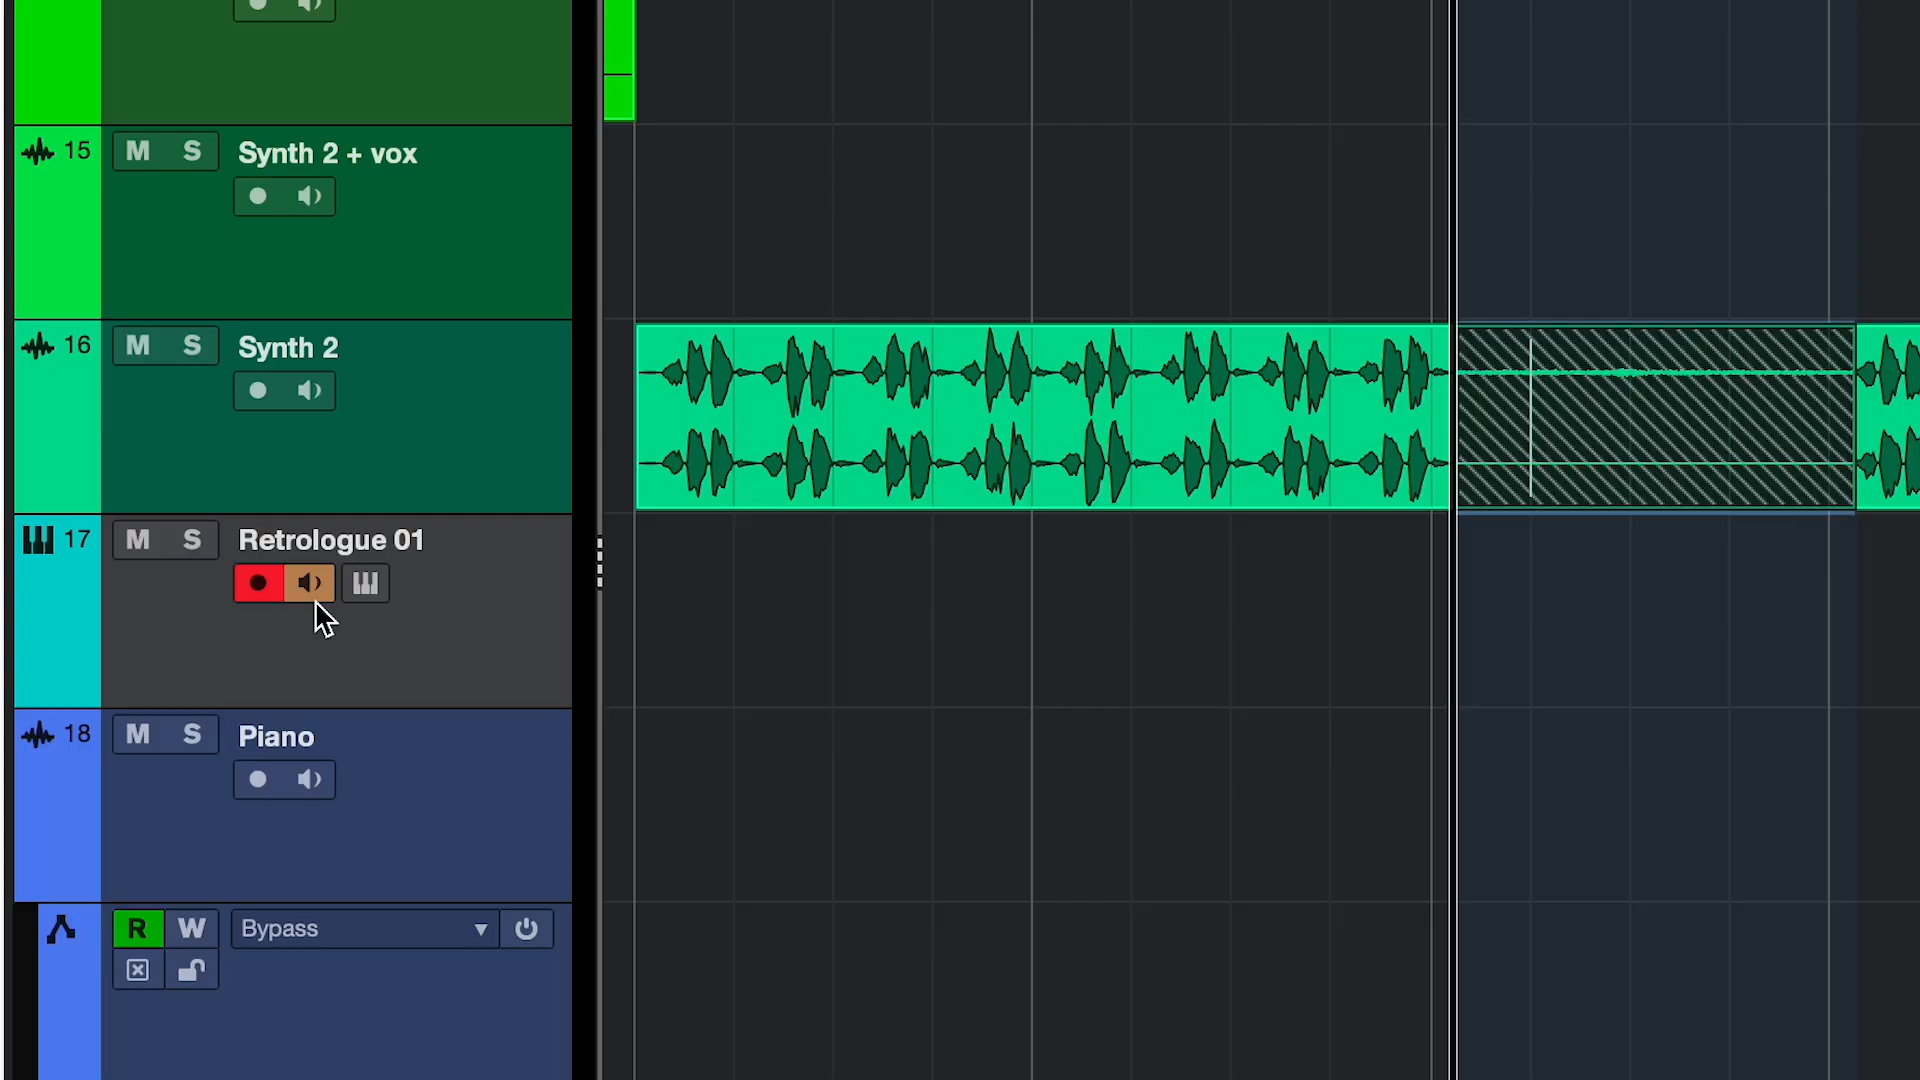 15 M S Synth 2 + vox
16 M S Synth 2
17 M S Retrologue 01
18 M S Piano
R W Bypass